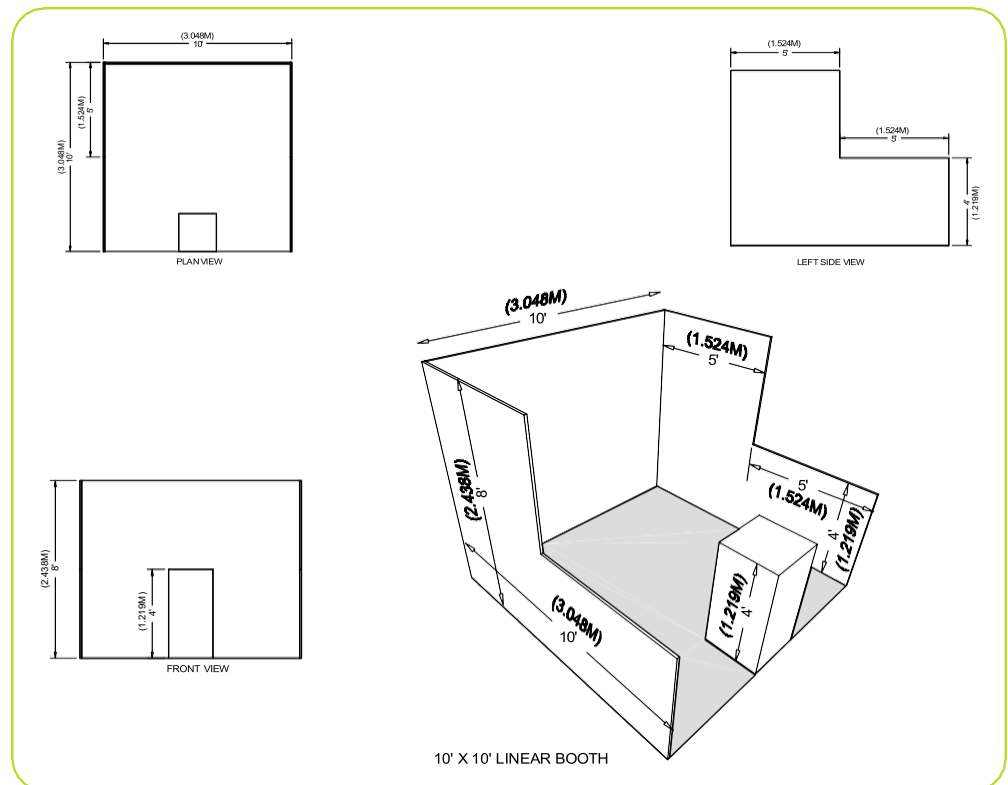 (3.048M)
10'
(1.524M)
5'
(3.048M)
10'
PLAN VIEW
(1.524M)
5'
(1.524M)
5'
4'
(1.219M)
LEFT SIDE VIEW
(3.048M)
10'
(1.524M)
5'
(2.438M)
8'
5'
(1.524M)
4'
(1.219M)
(1.219M)
4'
(3.048M)
10'
(2.438M)
8'
(1.219M)
4'
FRONT VIEW
10' X 10' LINEAR BOOTH